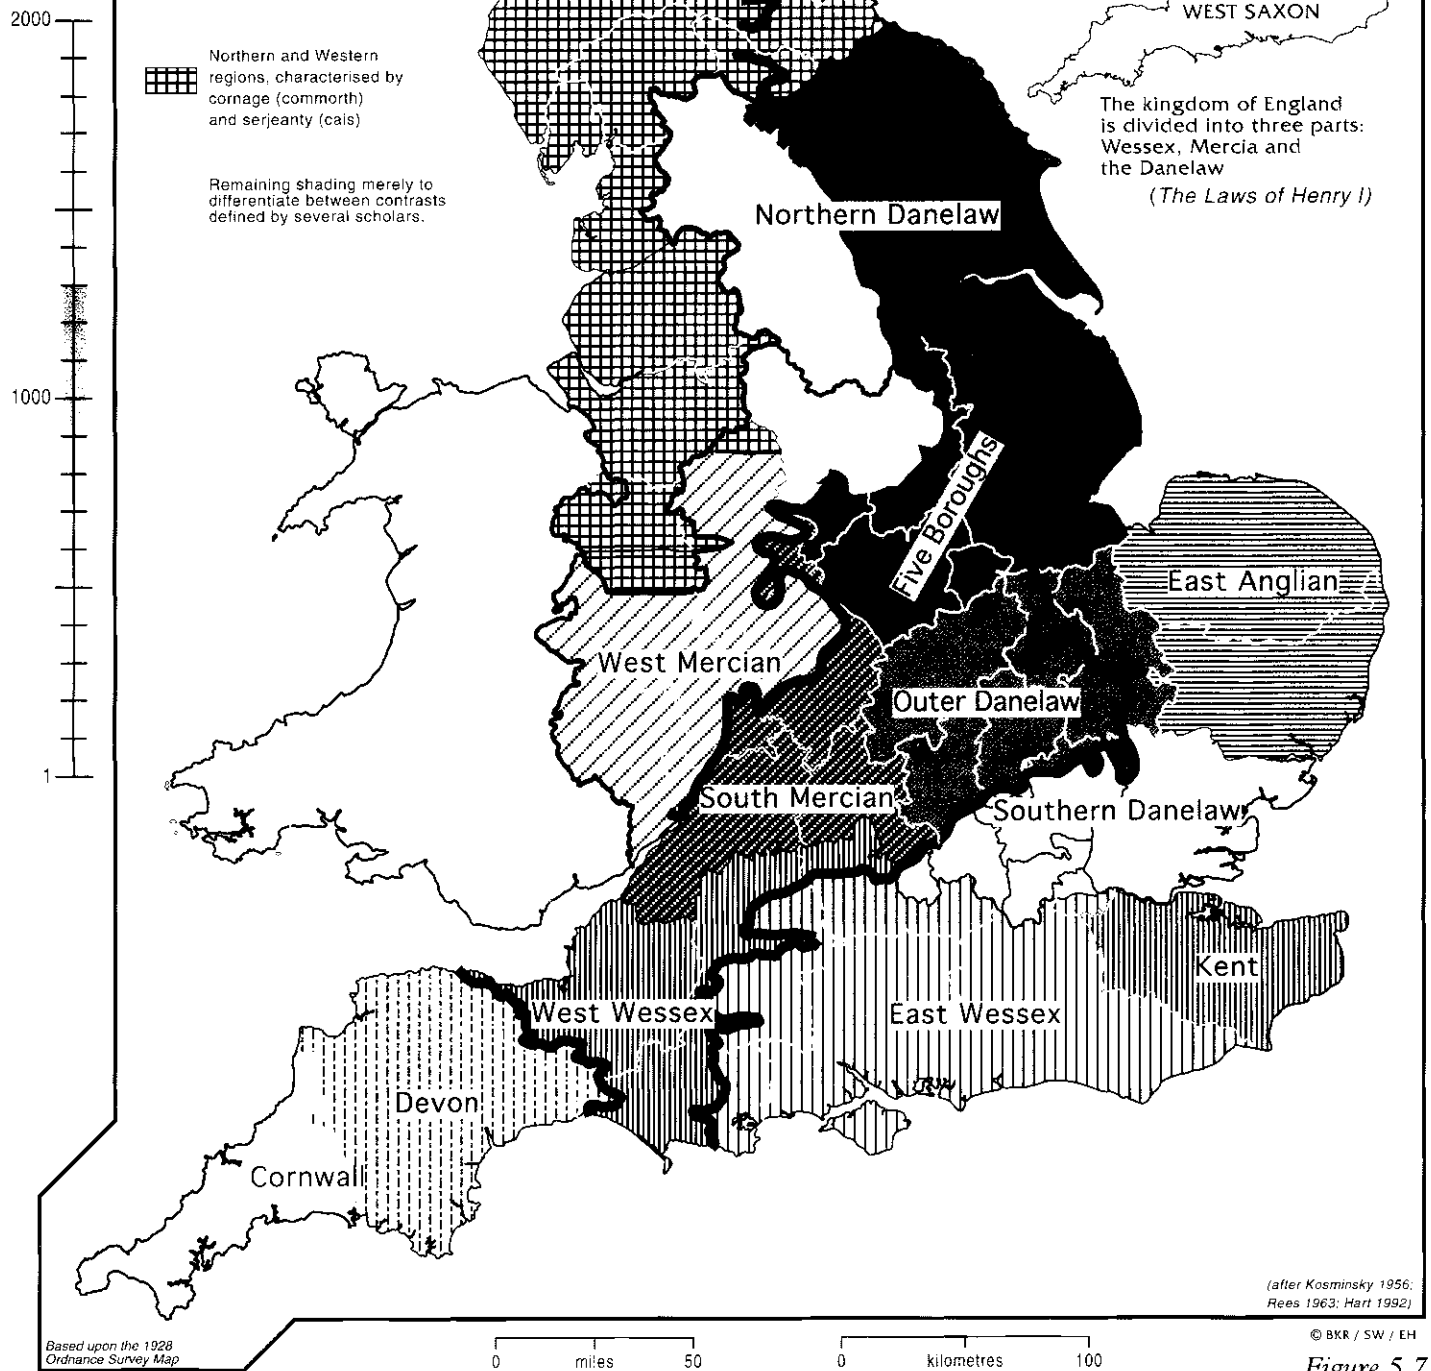 2000
WEST SAXON
Northern and Western
regions, characterised by
cornage (commorth)
and serjeanty (cais)
The kingdom of England
is divided into three parts:
Wessex, Mercia and
the Danelaw
(The Laws of Henry I)
Remaining shading merely to
differentiate between contrasts
defined by several scholars.
Northern Danelaw
1000
Five Boroughs
East Anglian
West Mercian
Outer Danelaw
1
South Mercian
Southern Danelaw
Kent
West Wessex
East Wessex
Devon
Cornwall
(after Kosminsky 1956;
Rees 1963; Hart 1992)
Based upon the 1928
Ordnance Survey Map
© BKR / SW / EH
0 miles 50
0 kilometres 100
Figure 5.7